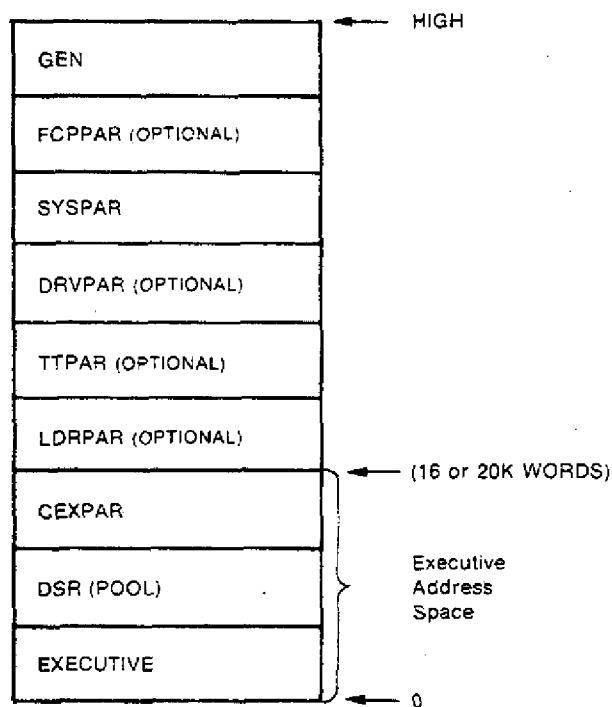 HIGH
GEN
FCPPAR (OPTIONAL)
SYSPAR
DRVPAR (OPTIONAL)
TTPAR (OPTIONAL)
LDRPAR (OPTIONAL)
(16 or 20K WORDS)
CEXPAR
DSR (POOL)
Executive
Address
Space
EXECUTIVE
0